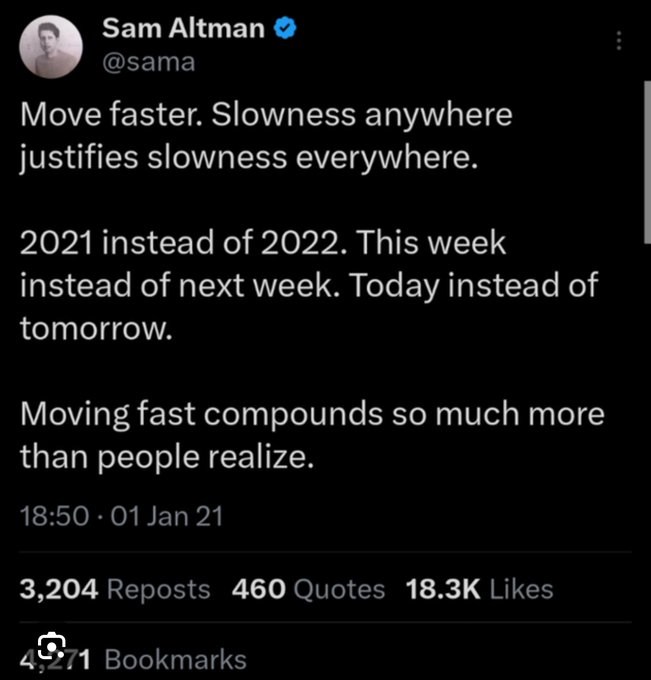 Sam Altman
@sama
Move faster. Slowness anywhere
justifies slowness everywhere.
2021 instead of 2022. This week
instead of next week. Today instead of
tomorrow.
Moving fast compounds so much more
than people realize.
18:50 · 01 Jan 21
3,204 Reposts 460 Quotes 18.3K Likes
4,271 Bookmarks